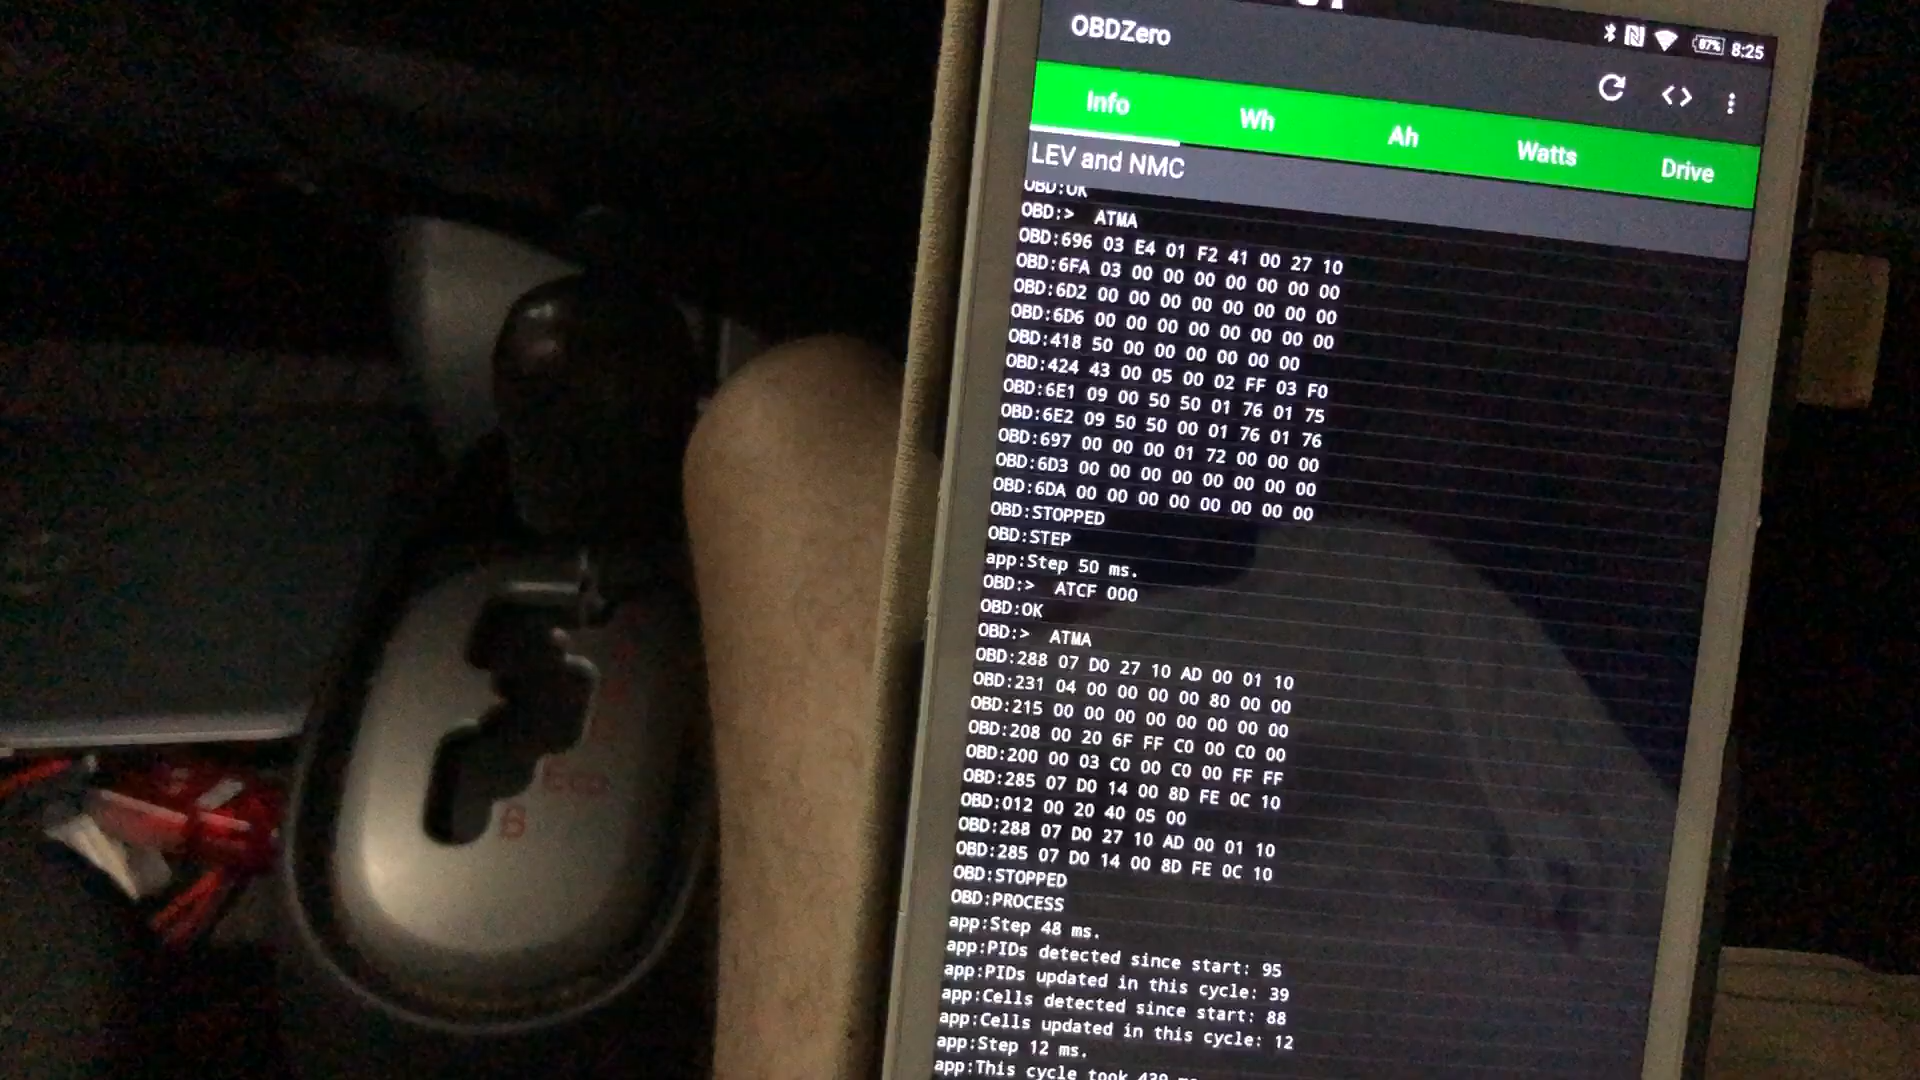 OBDZero
87% 8:25
Info Wh Ah Watts Drive
LEV and NMC
OBD:OK
OBD:> ATMA
OBD:696 03 E4 01 F2 41 00 27 10
OBD:6FA 03 00 00 00 00 00 00 00
OBD:6D2 00 00 00 00 00 00 00 00
OBD:6D6 00 00 00 00 00 00 00 00
OBD:418 50 00 00 00 00 00 00
OBD:424 43 00 05 00 02 FF 03 F0
OBD:6E1 09 00 50 50 01 76 01 75
OBD:6E2 09 50 50 00 01 76 01 76
OBD:697 00 00 00 01 72 00 00 00
OBD:6D3 00 00 00 00 00 00 00 00
OBD:6DA 00 00 00 00 00 00 00 00
OBD:STOPPED
OBD:STEP
app:Step 50 ms.
OBD:> ATCF 000
OBD:OK
OBD:> ATMA
OBD:288 07 D0 27 10 AD 00 01 10
OBD:231 04 00 00 00 00 80 00 00
OBD:215 00 00 00 00 00 00 00 00
OBD:208 00 20 6F FF C0 00 C0 00
OBD:200 00 03 C0 00 C0 00 FF FF
OBD:285 07 D0 14 00 8D FE 0C 10
OBD:012 00 20 40 05 00
OBD:288 07 D0 27 10 AD 00 01 10
OBD:285 07 D0 14 00 8D FE 0C 10
OBD:STOPPED
OBD:PROCESS
app:Step 48 ms.
app:PIDs detected since start: 95
app:PIDs updated in this cycle: 39
app:Cells detected since start: 88
app:Cells updated in this cycle: 12
app:Step 12 ms.
app:This cycle took 439
Eco
B